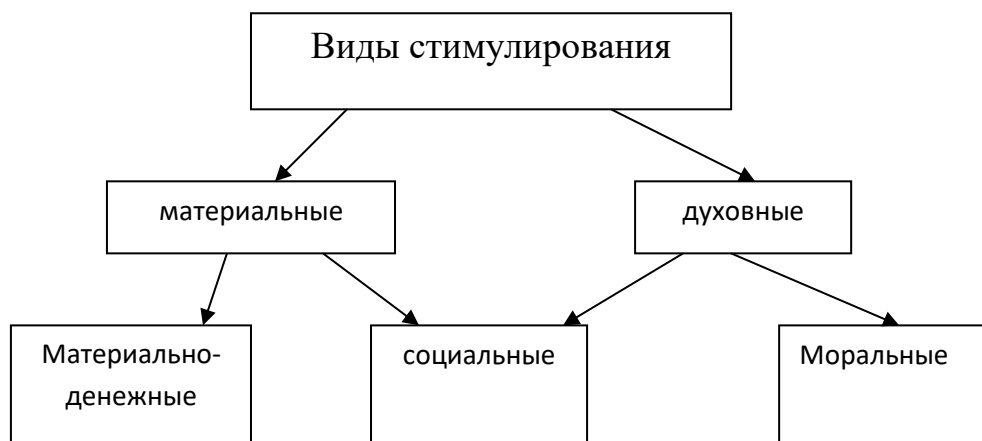 Виды стимулирования
материальные
духовные
Материально-
денежные
социальные
Моральные